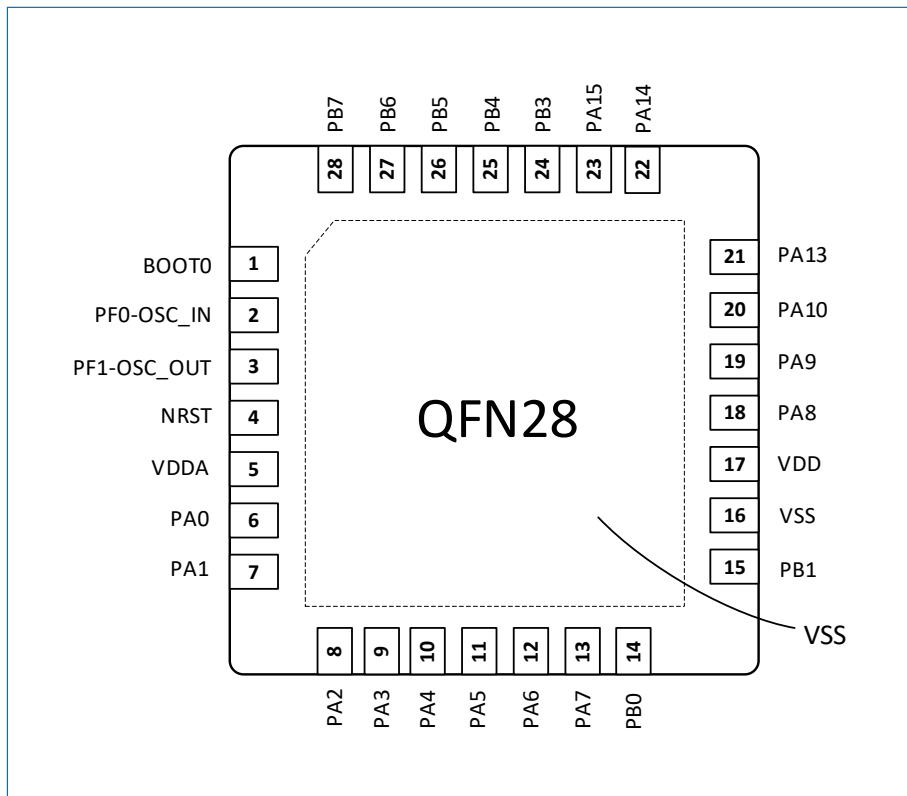 PB7 PB6 PB5 PB4 PB3 PA15 PA14
28 27 26 25 24 23 22
BOOT0 1
PF0-OSC_IN 2
PF1-OSC_OUT 3
NRST 4
VDDA 5
PA0 6
PA1 7
QFN28
21 PA13
20 PA10
19 PA9
18 PA8
17 VDD
16 VSS
15 PB1
VSS
8 9 10 11 12 13 14
PA2 PA3 PA4 PA5 PA6 PA7 PB0